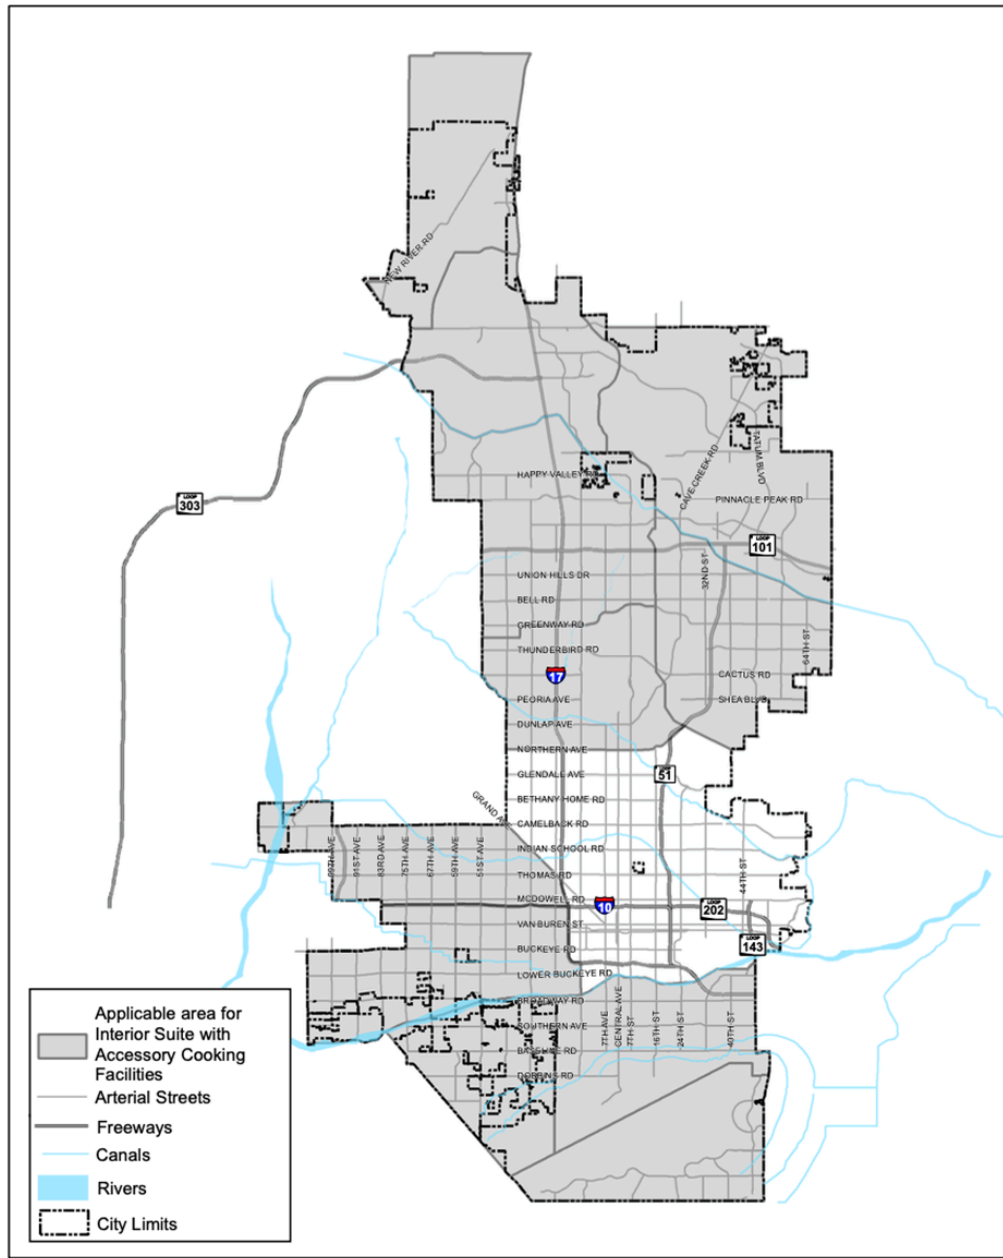 NEW RIVER RD
HAPPY VALLEY RD
CAVE CREEK RD
TATUM BLVD
PINNACLE PEAK RD
LOOP
303
LOOP
101
UNION HILLS DR
32ND ST
BELL RD
GREENWAY RD
THUNDERBIRD RD
64TH ST
17
CACTUS RD
PEORIA AVE
SHEA BLVD
DUNLAP AVE
NORTHERN AVE
GLENDALL AVE
51
BETHANY HOME RD
GRAND AVE
CAMELBACK RD
INDIAN SCHOOL RD
99TH AVE
91ST AVE
83RD AVE
75TH AVE
67TH AVE
59TH AVE
51ST AVE
THOMAS RD
44TH ST
MCDOWELL RD
10
LOOP
202
VAN BUREN ST
LOOP
143
BUCKEYE RD
LOWER BUCKEYE RD
BROADWAY RD
SOUTHERN AVE
BASELINE RD
DOBBINS RD
7TH AVE
CENTRAL AVE
7TH ST
16TH ST
24TH ST
40TH ST
Applicable area for
Interior Suite with
Accessory Cooking
Facilities
Arterial Streets
Freeways
Canals
Rivers
City Limits